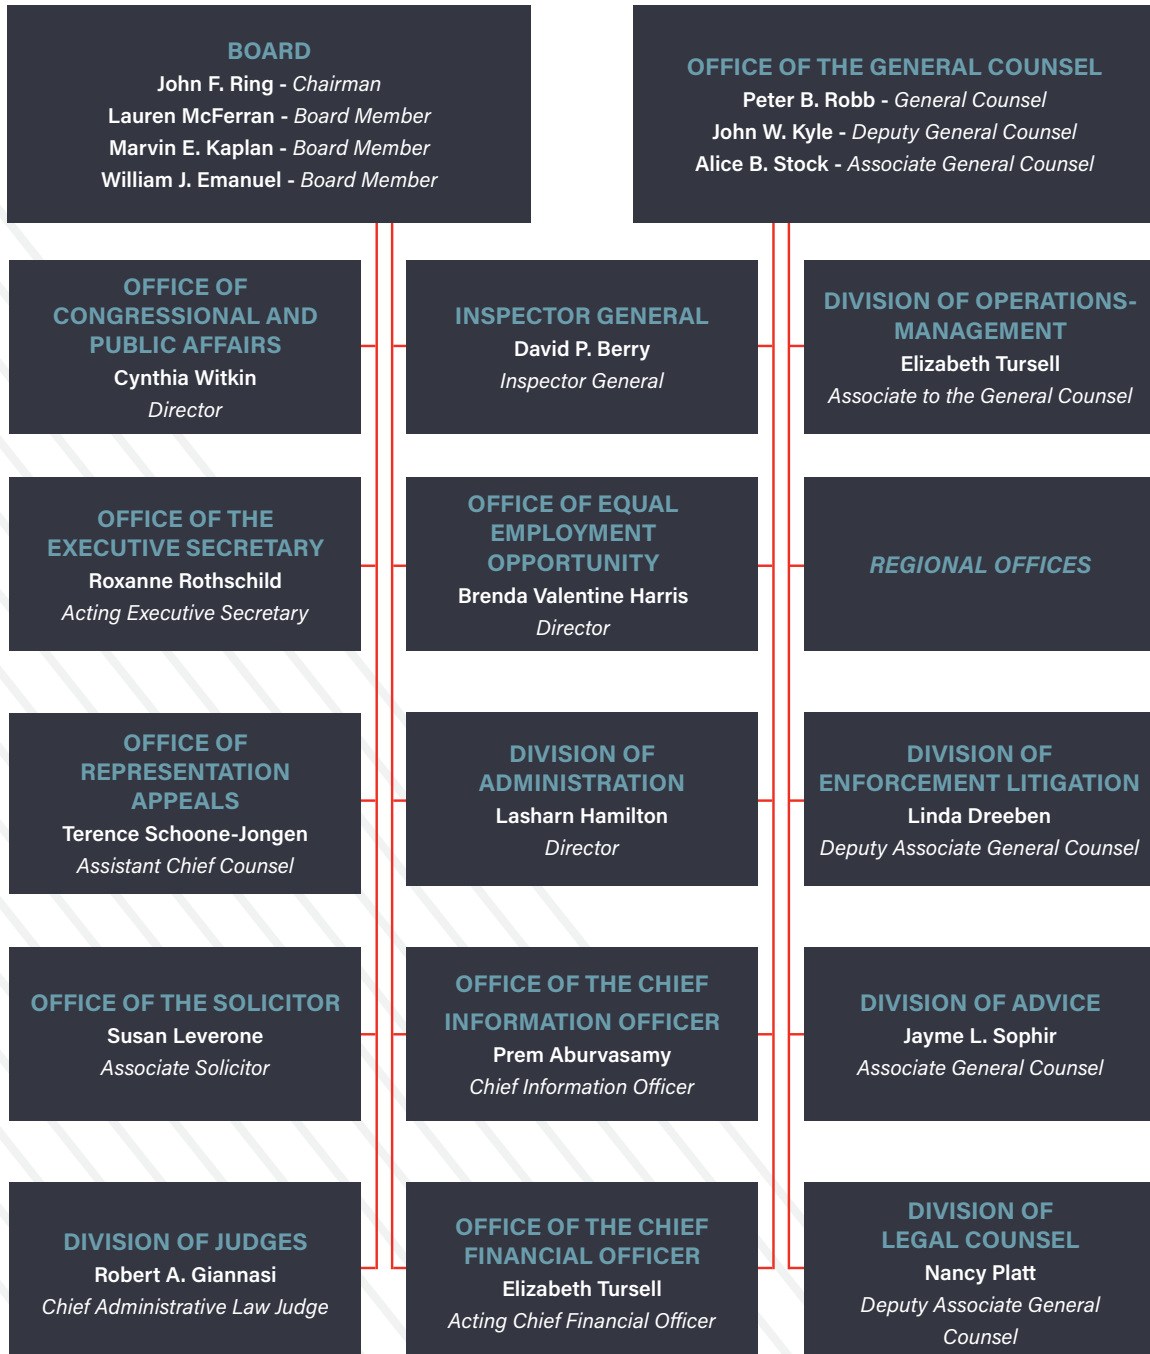 BOARD
John F. Ring - Chairman
Lauren McFerran - Board Member
Marvin E. Kaplan - Board Member
William J. Emanuel - Board Member
OFFICE OF THE GENERAL COUNSEL
Peter B. Robb - General Counsel
John W. Kyle - Deputy General Counsel
Alice B. Stock - Associate General Counsel
OFFICE OF
CONGRESSIONAL AND
PUBLIC AFFAIRS
Cynthia Witkin
Director
INSPECTOR GENERAL
David P. Berry
Inspector General
DIVISION OF OPERATIONS-
MANAGEMENT
Elizabeth Tursell
Associate to the General Counsel
OFFICE OF THE
EXECUTIVE SECRETARY
Roxanne Rothschild
Acting Executive Secretary
OFFICE OF EQUAL
EMPLOYMENT
OPPORTUNITY
Brenda Valentine Harris
Director
REGIONAL OFFICES
OFFICE OF
REPRESENTATION
APPEALS
Terence Schoone-Jongen
Assistant Chief Counsel
DIVISION OF
ADMINISTRATION
Lasharn Hamilton
Director
DIVISION OF
ENFORCEMENT LITIGATION
Linda Dreeben
Deputy Associate General Counsel
OFFICE OF THE SOLICITOR
Susan Leverone
Associate Solicitor
OFFICE OF THE CHIEF
INFORMATION OFFICER
Prem Aburvasamy
Chief Information Officer
DIVISION OF ADVICE
Jayme L. Sophir
Associate General Counsel
DIVISION OF JUDGES
Robert A. Giannasi
Chief Administrative Law Judge
OFFICE OF THE CHIEF
FINANCIAL OFFICER
Elizabeth Tursell
Acting Chief Financial Officer
DIVISION OF
LEGAL COUNSEL
Nancy Platt
Deputy Associate General
Counsel